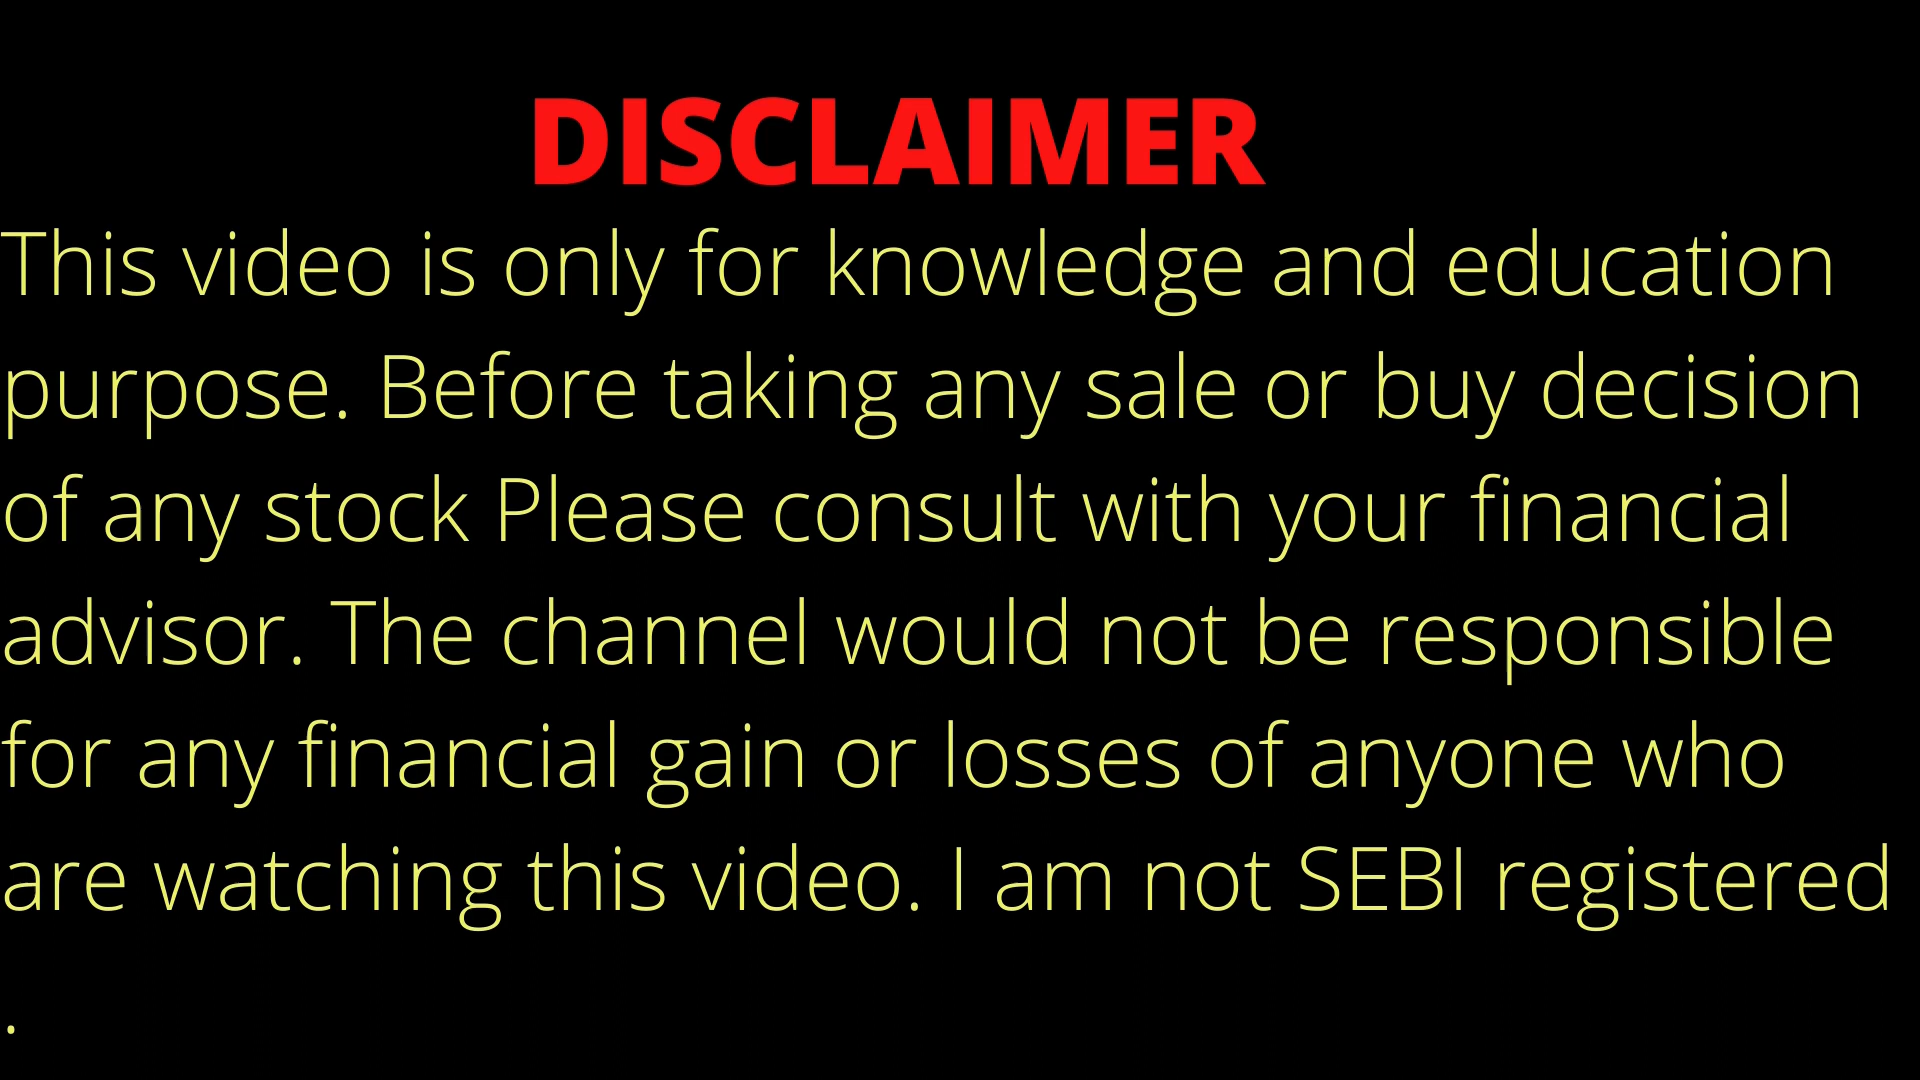 DISCLAIMER
This video is only for knowledge and education
purpose. Before taking any sale or buy decision
of any stock Please consult with your financial
advisor. The channel would not be responsible
for any financial gain or losses of anyone who
are watching this video. I am not SEBI registered
.